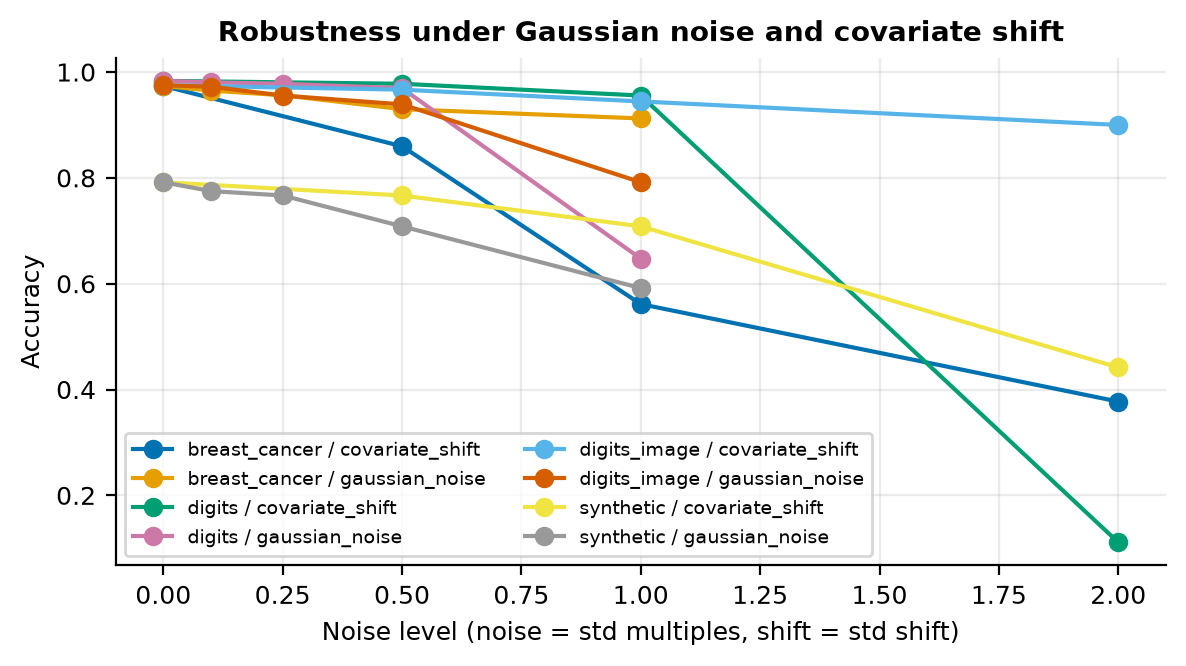 Robustness under Gaussian noise and covariate shift
Accuracy
1.0
0.8
0.6
0.4
0.2
breast_cancer / covariate_shift
breast_cancer / gaussian_noise
digits / covariate_shift
digits / gaussian_noise
digits_image / covariate_shift
digits_image / gaussian_noise
synthetic / covariate_shift
synthetic / gaussian_noise
0.00 0.25 0.50 0.75 1.00 1.25 1.50 1.75 2.00
Noise level (noise = std multiples, shift = std shift)